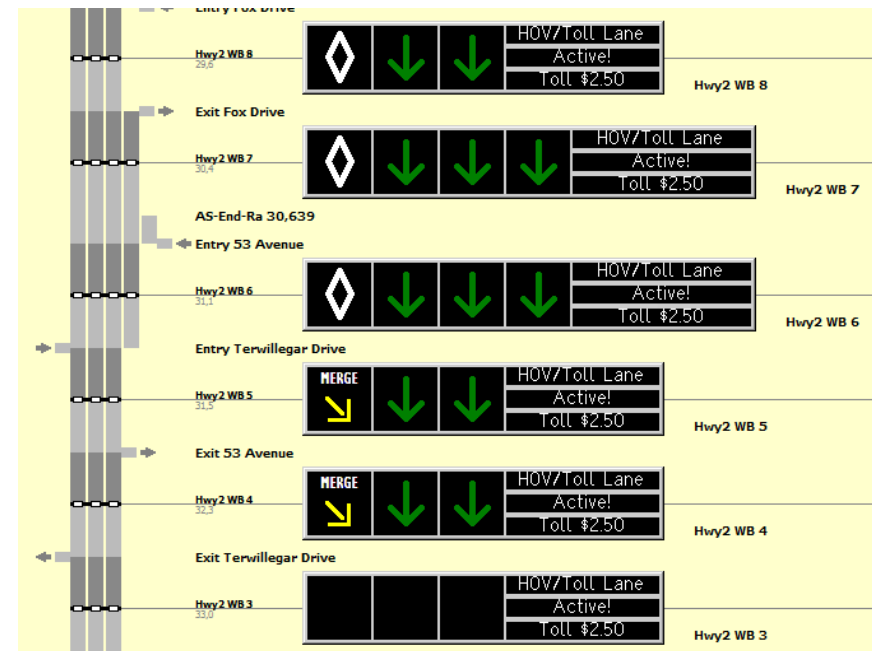 Entry Fox Drive
Hwy2 WB 8
29,6
HOV/Toll Lane
Active!
Toll $2.50
Hwy2 WB 8
Exit Fox Drive
Hwy2 WB 7
30,4
HOV/Toll Lane
Active!
Toll $2.50
Hwy2 WB 7
AS-End-Ra 30,639
Entry 53 Avenue
Hwy2 WB 6
31,1
HOV/Toll Lane
Active!
Toll $2.50
Hwy2 WB 6
Entry Terwillegar Drive
Hwy2 WB 5
31,5
MERGE
HOV/Toll Lane
Active!
Toll $2.50
Hwy2 WB 5
Exit 53 Avenue
Hwy2 WB 4
32,3
MERGE
HOV/Toll Lane
Active!
Toll $2.50
Hwy2 WB 4
Exit Terwillegar Drive
Hwy2 WB 3
33,0
HOV/Toll Lane
Active!
Toll $2.50
Hwy2 WB 3